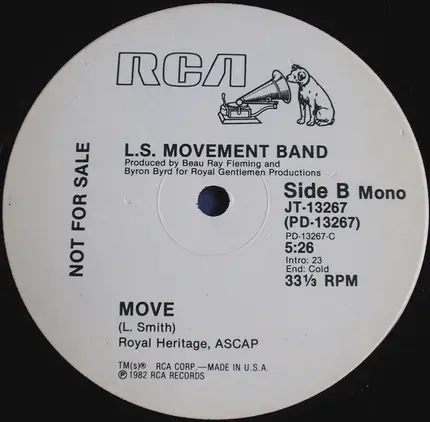 RCA
NOT FOR SALE
L.S. MOVEMENT BAND
Produced by Beau Ray Fleming and
Byron Byrd for Royal Gentlemen Productions
Side B Mono
JT-13267
(PD-13267)
PD-13267-C
5:26
Intro: 23
End: Cold
33⅓ RPM
MOVE
(L. Smith)
Royal Heritage, ASCAP
TM(s)® RCA CORP.—MADE IN U.S.A.
℗ 1982 RCA RECORDS